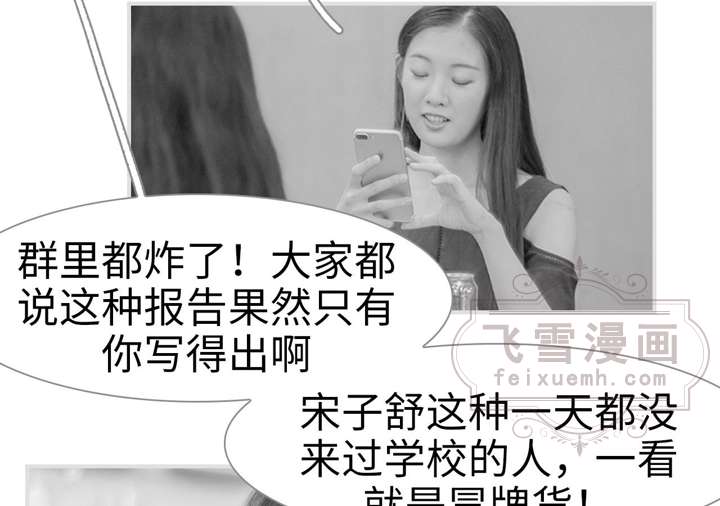 群里都炸了！大家都
说这种报告果然只有
你写得出啊
飞雪漫画
feixuemh.com
宋子舒这种一天都没
来过学校的人，一看
就是冒牌货！